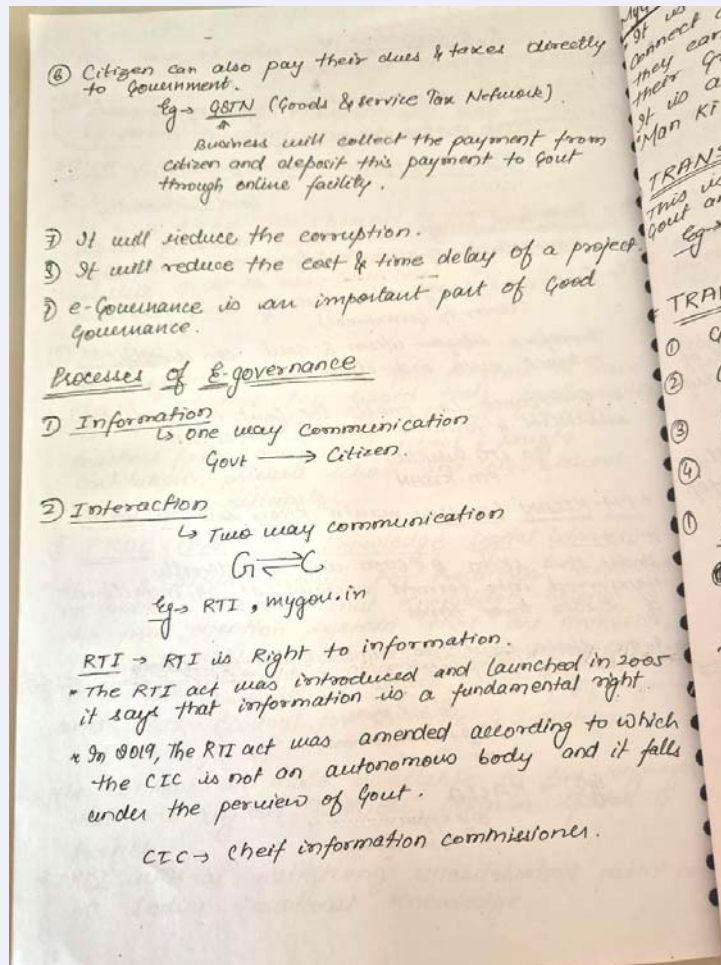 ⑥ Citizen can also pay their dues & taxes directly
to Government.
Eg → GSTN (Goods & service Tax Network).
Business will collect the payment from
citizen and deposit this payment to Govt
through online facility.
⑦ It will reduce the corruption.
⑧ It will reduce the cost & time delay of a project.
⑨ e-Governance is an important part of Good
Governance.
Processes of E-governance
① Information
↳ one way communication
Govt → Citizen.
② Interaction
↳ Two way communication
G ⇌ C
Eg → RTI, mygov.in
RTI → RTI is Right to information.
* The RTI act was introduced and launched in 2005
it says that information is a fundamental right.
* In 2019, The RTI act was amended according to which
the CIC is not an autonomous body and it falls
under the perview of Govt.
CIC → Cheif information commissioner.
It is
connect
they can
their
It is a
"Man Ki
TRANS
This is
Govt an
Eg →
TRA
①
②
③
④
①